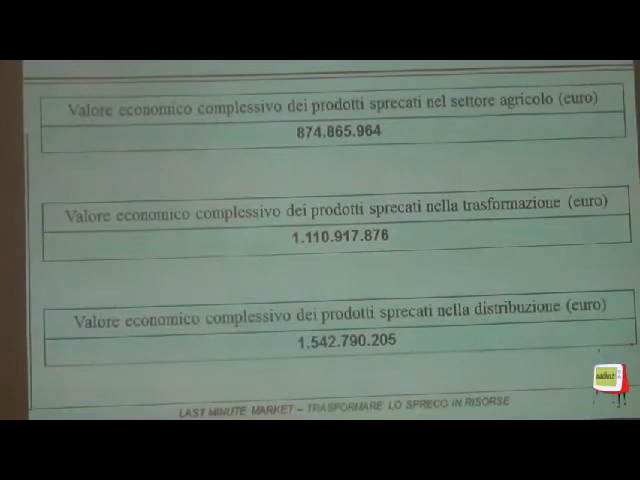 Valore economico complessivo dei prodotti sprecati nel settore agricolo (euro)
874.865.964
Valore economico complessivo dei prodotti sprecati nella trasformazione (euro)
1.110.917.876
Valore economico complessivo dei prodotti sprecati nella distribuzione (euro)
1.542.790.205
LAST MINUTE MARKET – TRASFORMARE LO SPRECO IN RISORSE